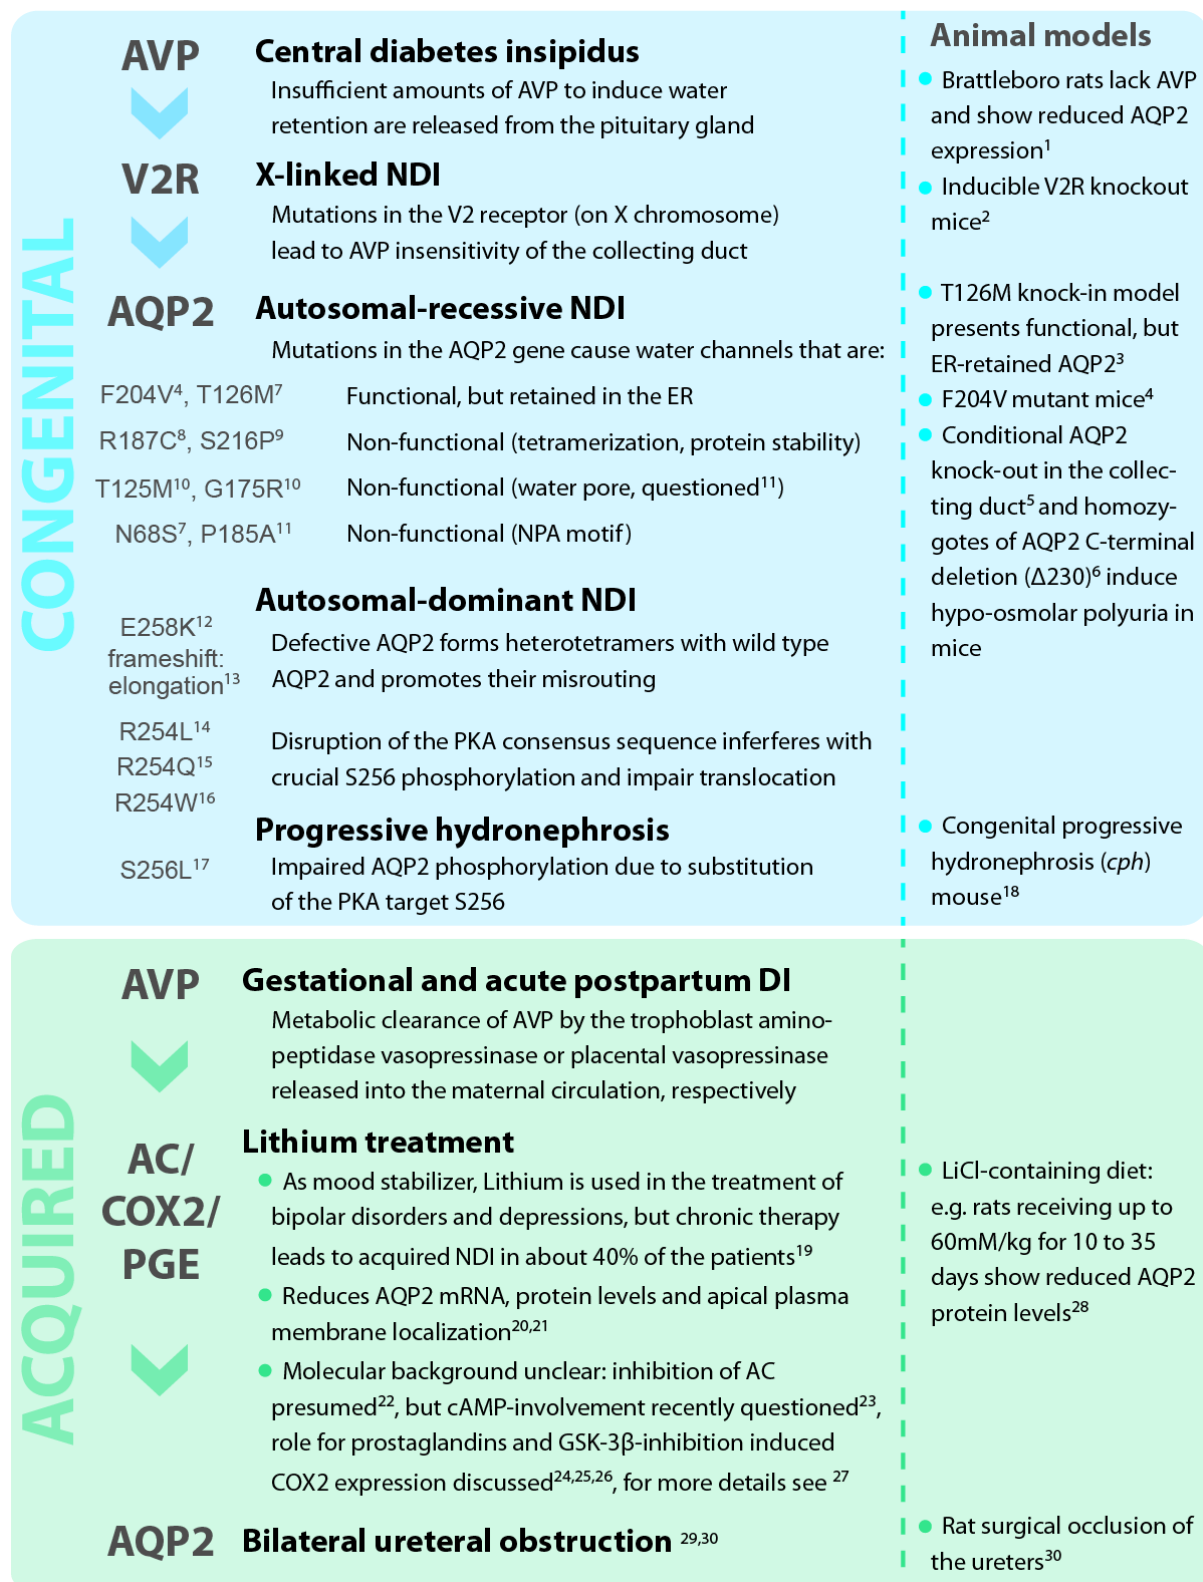 CONGENITAL
AVP
Central diabetes insipidus
Insufficient amounts of AVP to induce water
retention are released from the pituitary gland
V2R
X-linked NDI
Mutations in the V2 receptor (on X chromosome)
lead to AVP insensitivity of the collecting duct
AQP2
Autosomal-recessive NDI
Mutations in the AQP2 gene cause water channels that are:
F204V⁴, T126M⁷ Functional, but retained in the ER
R187C⁸, S216P⁹ Non-functional (tetramerization, protein stability)
T125M¹⁰, G175R¹⁰ Non-functional (water pore, questioned¹¹)
N68S⁷, P185A¹¹ Non-functional (NPA motif)
Autosomal-dominant NDI
E258K¹²
frameshift:
elongation¹³
Defective AQP2 forms heterotetramers with wild type
AQP2 and promotes their misrouting
R254L¹⁴
R254Q¹⁵
R254W¹⁶
Disruption of the PKA consensus sequence inferferes with
crucial S256 phosphorylation and impair translocation
Progressive hydronephrosis
S256L¹⁷
Impaired AQP2 phosphorylation due to substitution
of the PKA target S256
Animal models
• Brattleboro rats lack AVP
and show reduced AQP2
expression¹
• Inducible V2R knockout
mice²
• T126M knock-in model
presents functional, but
ER-retained AQP2³
• F204V mutant mice⁴
• Conditional AQP2
knock-out in the collec-
ting duct⁵ and homozy-
gotes of AQP2 C-terminal
deletion (Δ230)⁶ induce
hypo-osmolar polyuria in
mice
• Congenital progressive
hydronephrosis (cph)
mouse¹⁸
ACQUIRED
AVP
Gestational and acute postpartum DI
Metabolic clearance of AVP by the trophoblast amino-
peptidase vasopressinase or placental vasopressinase
released into the maternal circulation, respectively
AC/
COX2/
PGE
Lithium treatment
• As mood stabilizer, Lithium is used in the treatment of
bipolar disorders and depressions, but chronic therapy
leads to acquired NDI in about 40% of the patients¹⁹
• Reduces AQP2 mRNA, protein levels and apical plasma
membrane localization²⁰,²¹
• Molecular background unclear: inhibition of AC
presumed²², but cAMP-involvement recently questioned²³,
role for prostaglandins and GSK-3β-inhibition induced
COX2 expression discussed²⁴,²⁵,²⁶, for more details see ²⁷
• LiCl-containing diet:
e.g. rats receiving up to
60mM/kg for 10 to 35
days show reduced AQP2
protein levels²⁸
AQP2
Bilateral ureteral obstruction ²⁹,³⁰
• Rat surgical occlusion of
the ureters³⁰